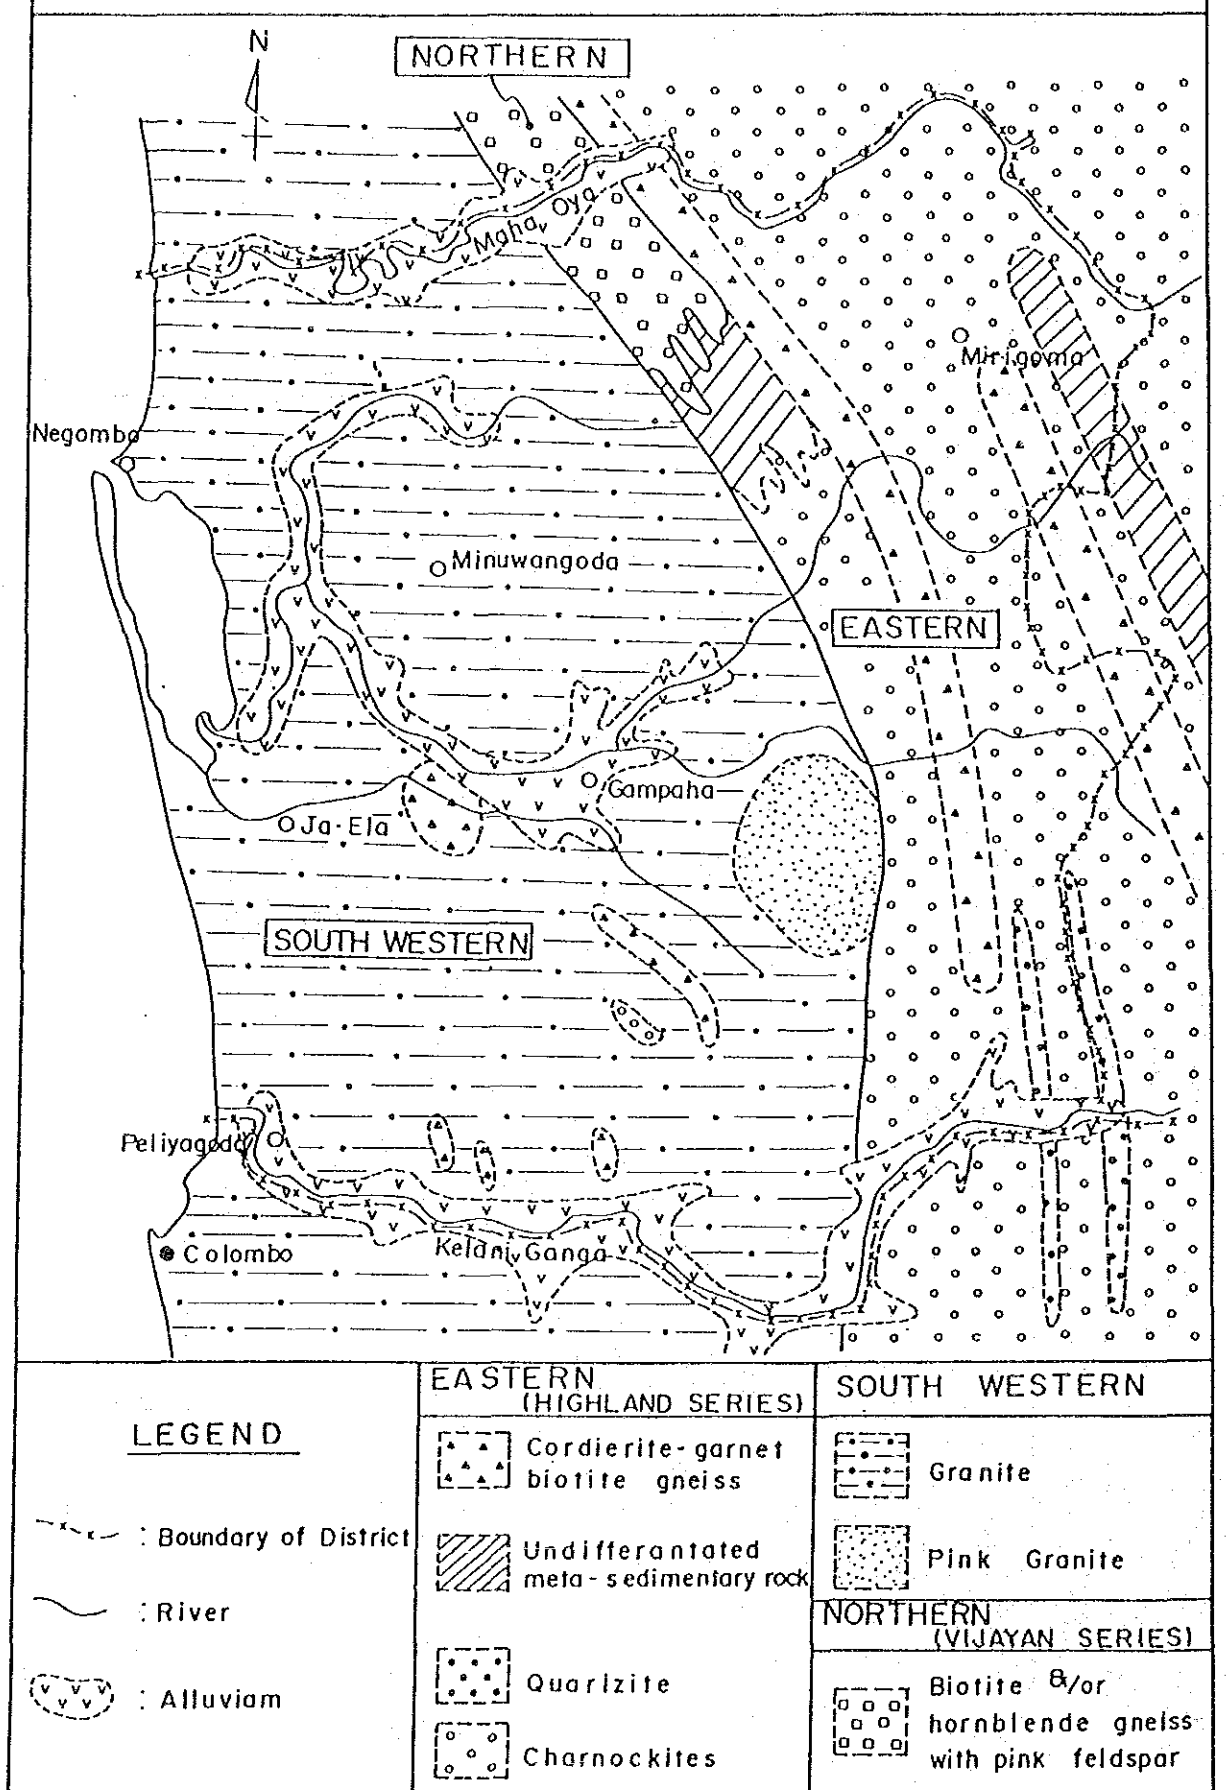 N
NORTHERN
Maha Oya
Mirigoma
Negombo
Minuwangoda
EASTERN
Gampaha
Ja-Ela
SOUTH WESTERN
Peliyagoda
Colombo
Kelani Ganga
LEGEND
: Boundary of District
: River
: Alluviam
EASTERN
(HIGHLAND SERIES)
Cordierite-garnet
biotite gneiss
Undifferantated
meta-sedimentary rock
Quarlzite
Charnockites
SOUTH WESTERN
Granite
Pink Granite
NORTHERN
(VIJAYAN SERIES)
Biotite &/or
hornblende gneiss
with pink feldspar